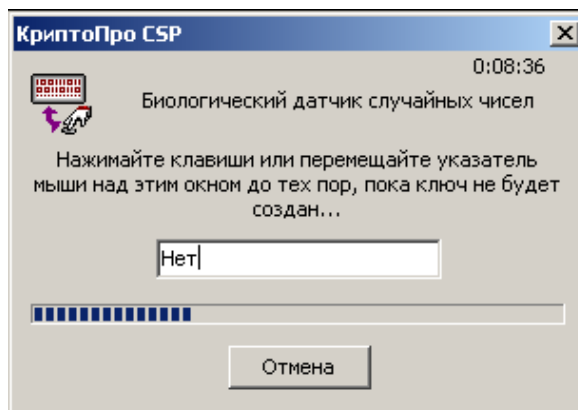 КриптоПро CSP
0:08:36
Биологический датчик случайных чисел
Нажимайте клавиши или перемещайте указатель
мыши над этим окном до тех пор, пока ключ не будет
создан...
Нет
Отмена